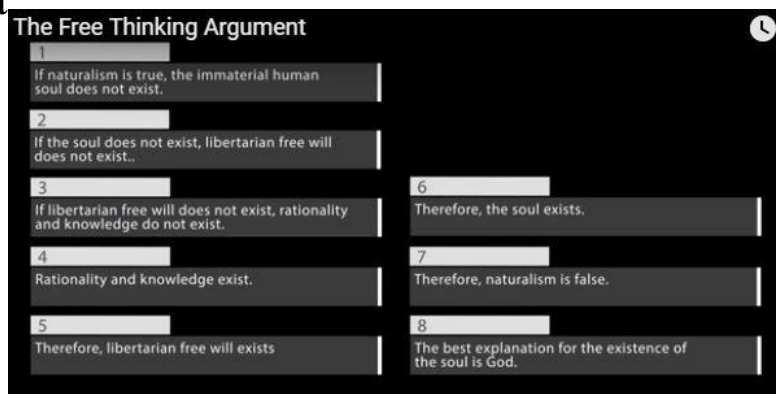 The Free Thinking Argument
1
If naturalism is true, the immaterial human
soul does not exist.
2
If the soul does not exist, libertarian free will
does not exist..
3
If libertarian free will does not exist, rationality
and knowledge do not exist.
4
Rationality and knowledge exist.
5
Therefore, libertarian free will exists
6
Therefore, the soul exists.
7
Therefore, naturalism is false.
8
The best explanation for the existence of
the soul is God.